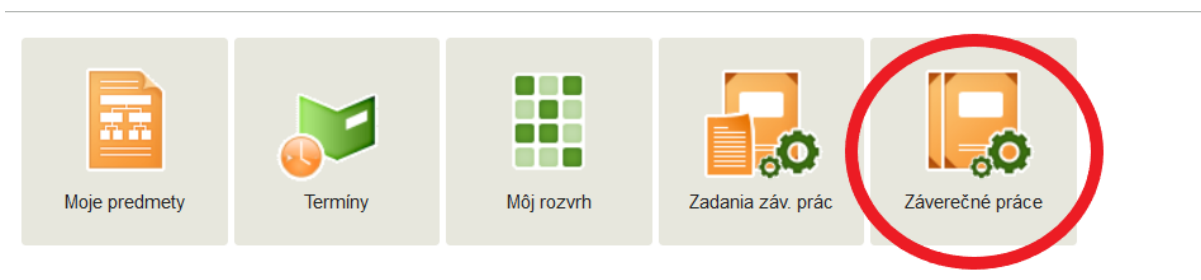 Moje predmety
Termíny
Môj rozvrh
Zadania záv. prác
Záverečné práce